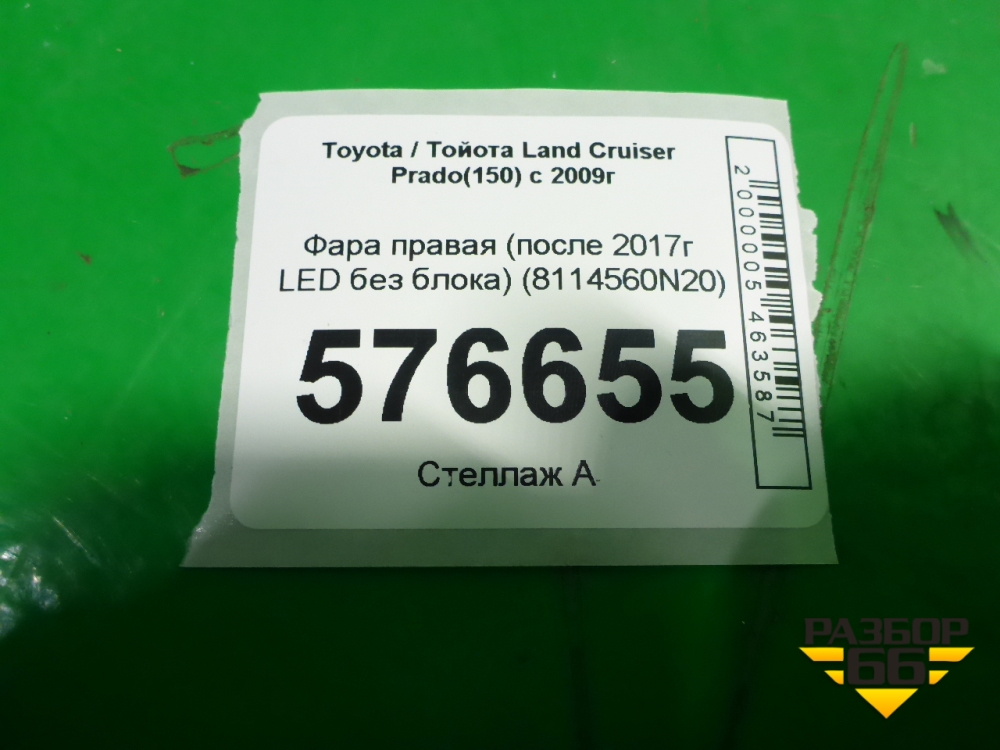 Toyota / Тойота Land Cruiser
Prado(150) с 2009г
Фара правая (после 2017г
LED без блока) (8114560N20)
576655
Стеллаж А
2000005463587
РАЗБОР
66